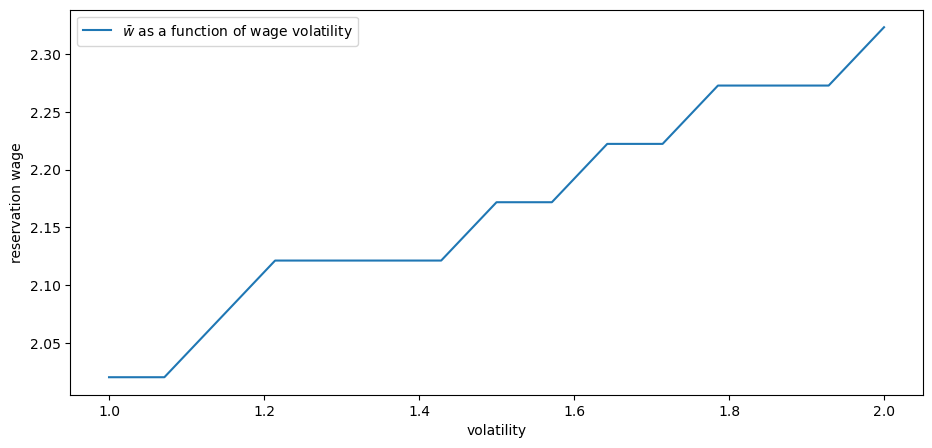 w̄ as a function of wage volatility
reservation wage
2.30
2.25
2.20
2.15
2.10
2.05
1.0 1.2 1.4 1.6 1.8 2.0
volatility